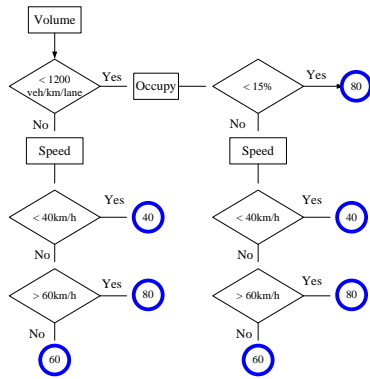 Volume
< 1200
veh/km/lane
Yes
Occupy
< 15%
Yes
80
No
No
Speed
Speed
< 40km/h
Yes
40
< 40km/h
Yes
40
No
No
> 60km/h
Yes
80
> 60km/h
Yes
80
No
No
60
60